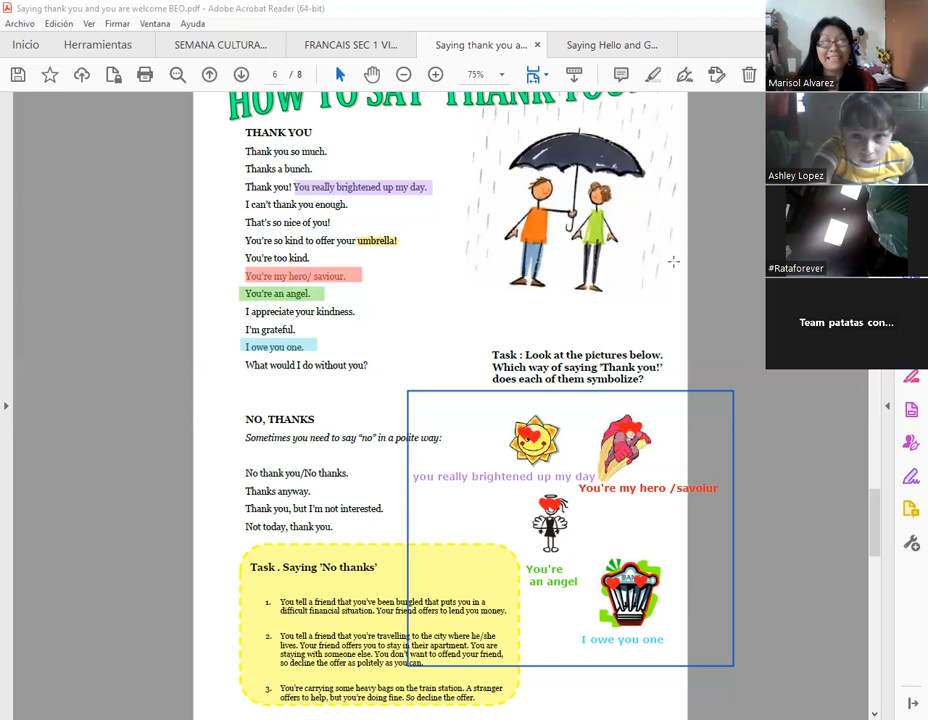 Saying thank you and you are welcome BEO.pdf - Adobe Acrobat Reader (64-bit)
Archivo Edición Ver Firmar Ventana Ayuda
Inicio Herramientas SEMANA CULTURA... FRANCAIS SEC 1 VI... Saying thank you a... × Saying Hello and G...
6 / 8 75%
HOW TO SAY "THANK YOU"
THANK YOU
Thank you so much.
Thanks a bunch.
Thank you! You really brightened up my day.
I can't thank you enough.
That's so nice of you!
You're so kind to offer your umbrella!
You're too kind.
You're my hero/ saviour.
You're an angel.
I appreciate your kindness.
I'm grateful.
I owe you one.
What would I do without you?
Task : Look at the pictures below.
Which way of saying 'Thank you!'
does each of them symbolize?
NO, THANKS
Sometimes you need to say "no" in a polite way:
No thank you/No thanks.
Thanks anyway.
Thank you, but I'm not interested.
Not today, thank you.
you really brightened up my day
You're my hero /savoiur
You're
an angel
BANK
I owe you one
Task . Saying 'No thanks'
1. You tell a friend that you've been burgled that puts you in a
difficult financial situation. Your friend offers to lend you money.
2. You tell a friend that you're travelling to the city where he/she
lives. Your friend offers you to stay in their apartment. You are
staying with someone else. You don't want to offend your friend,
so decline the offer as politely as you can.
3. You're carrying some heavy bags on the train station. A stranger
offers to help, but you're doing fine. So decline the offer.
Marisol Alvarez
Ashley Lopez
#Rataforever
Team patatas con...